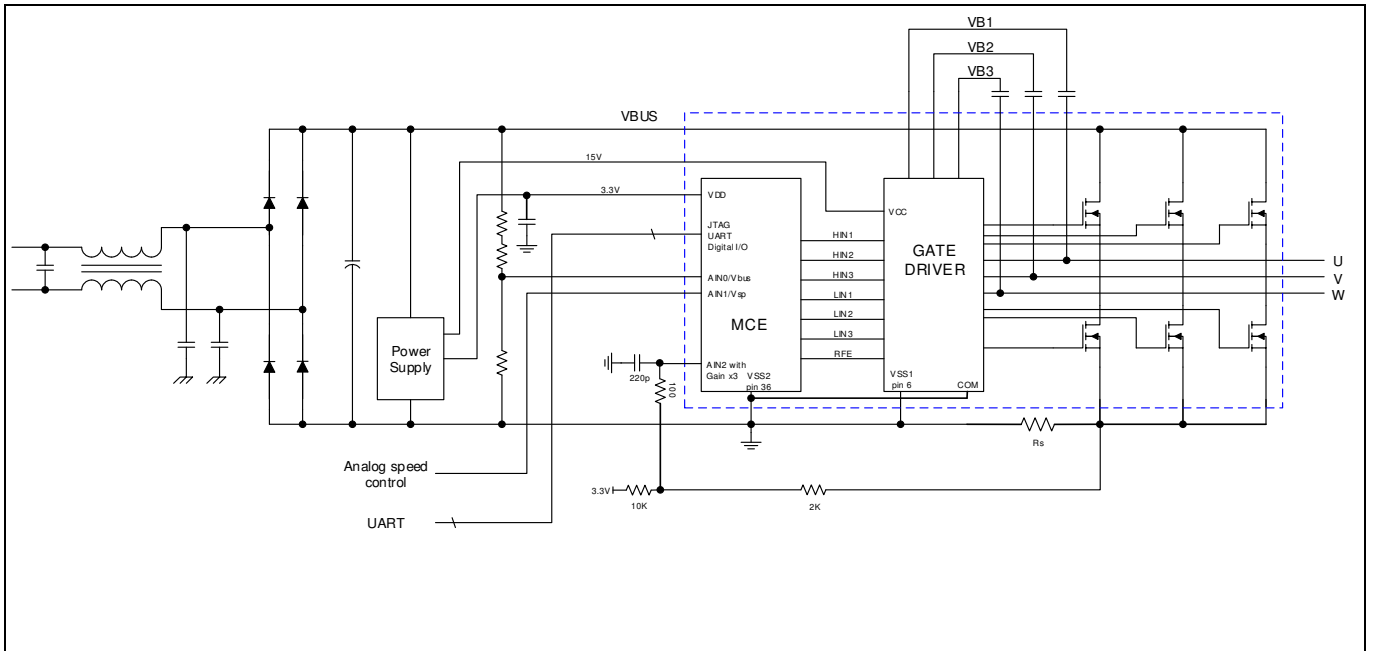 VB1
VB2
VB3
VBUS
15V
3.3V
VDD
JTAG
UART
Digital I/O
AIN0/Vbus
AIN1/Vsp
MCE
AIN2 with
Gain x3
VSS2
pin 36
HIN1
HIN2
HIN3
LIN1
LIN2
LIN3
RFE
VCC
GATE
DRIVER
VSS1
pin 6
COM
U
V
W
Power
Supply
220p
100
Rs
Analog speed
control
3.3V
10K
2K
UART